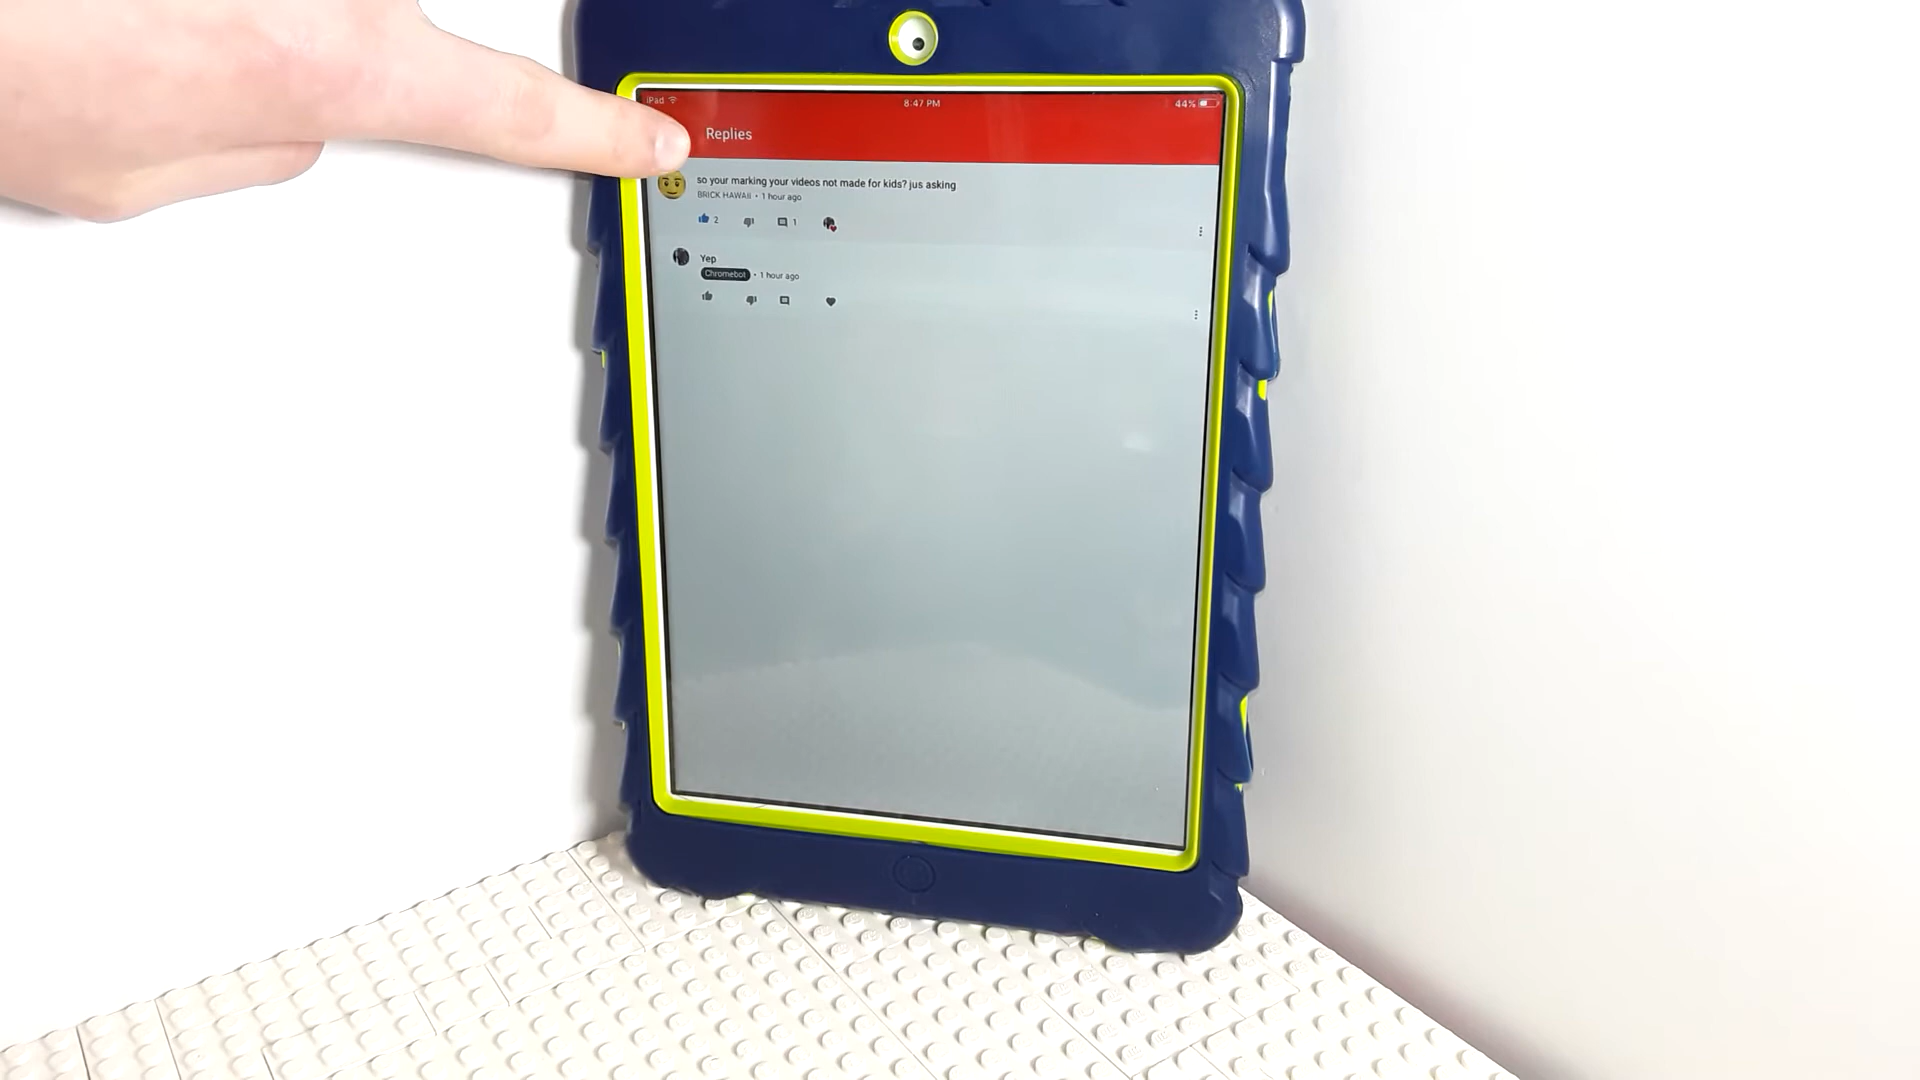 iPad 8:47 PM 44%
Replies
so your marking your videos not made for kids? jus asking
BRICK HAWAII • 1 hour ago
2 1
Yep
Chromebot • 1 hour ago